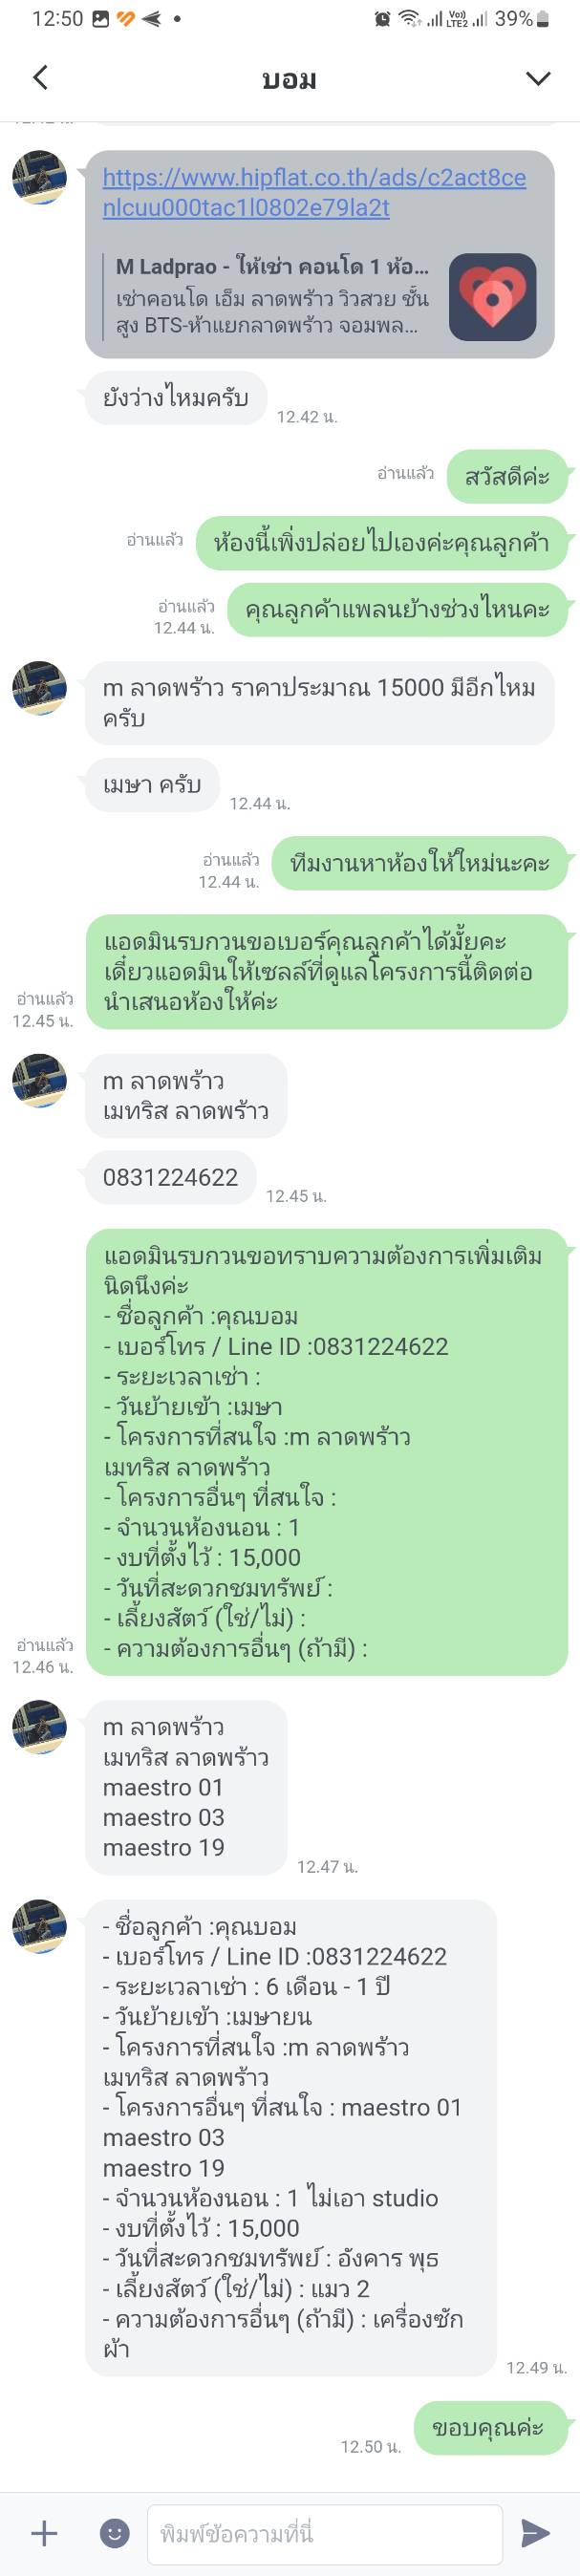 12:50
Vo))
LTE2
39%
บอม
https://www.hipflat.co.th/ads/c2act8ce
nlcuu000tac1l0802e79la2t
M Ladprao - ให้เช่า คอนโด 1 ห้อ...
เช่าคอนโด เอ็ม ลาดพร้าว วิวสวย ชั้น
สูง BTS-ห้าแยกลาดพร้าว จอมพล...
ยังว่างไหมครับ
12.42 น.
อ่านแล้ว
สวัสดีค่ะ
อ่านแล้ว
ห้องนี้เพิ่งปล่อยไปเองค่ะคุณลูกค้า
อ่านแล้ว
12.44 น.
คุณลูกค้าแพลนย้างช่วงไหนคะ
m ลาดพร้าว ราคาประมาณ 15000 มีอีกไหม
ครับ
เมษา ครับ
12.44 น.
อ่านแล้ว
12.44 น.
ทีมงานหาห้องให้ใหม่นะคะ
แอดมินรบกวนขอเบอร์คุณลูกค้าได้มั้ยคะ
เดี๋ยวแอดมินให้เซลล์ที่ดูแลโครงการนี้ติดต่อ
นำเสนอห้องให้ค่ะ
อ่านแล้ว
12.45 น.
m ลาดพร้าว
เมทริส ลาดพร้าว
0831224622
12.45 น.
แอดมินรบกวนขอทราบความต้องการเพิ่มเติม
นิดนึงค่ะ
- ชื่อลูกค้า :คุณบอม
- เบอร์โทร / Line ID :0831224622
- ระยะเวลาเช่า :
- วันย้ายเข้า :เมษา
- โครงการที่สนใจ :m ลาดพร้าว
เมทริส ลาดพร้าว
- โครงการอื่นๆ ที่สนใจ :
- จำนวนห้องนอน : 1
- งบที่ตั้งไว้ : 15,000
- วันที่สะดวกชมทรัพย์ :
- เลี้ยงสัตว์ (ใช่/ไม่) :
- ความต้องการอื่นๆ (ถ้ามี) :
อ่านแล้ว
12.46 น.
m ลาดพร้าว
เมทริส ลาดพร้าว
maestro 01
maestro 03
maestro 19
12.47 น.
- ชื่อลูกค้า :คุณบอม
- เบอร์โทร / Line ID :0831224622
- ระยะเวลาเช่า : 6 เดือน - 1 ปี
- วันย้ายเข้า :เมษายน
- โครงการที่สนใจ :m ลาดพร้าว
เมทริส ลาดพร้าว
- โครงการอื่นๆ ที่สนใจ : maestro 01
maestro 03
maestro 19
- จำนวนห้องนอน : 1 ไม่เอา studio
- งบที่ตั้งไว้ : 15,000
- วันที่สะดวกชมทรัพย์ : อังคาร พุธ
- เลี้ยงสัตว์ (ใช่/ไม่) : แมว 2
- ความต้องการอื่นๆ (ถ้ามี) : เครื่องซัก
ผ้า
12.49 น.
12.50 น.
ขอบคุณค่ะ
พิมพ์ข้อความที่นี่